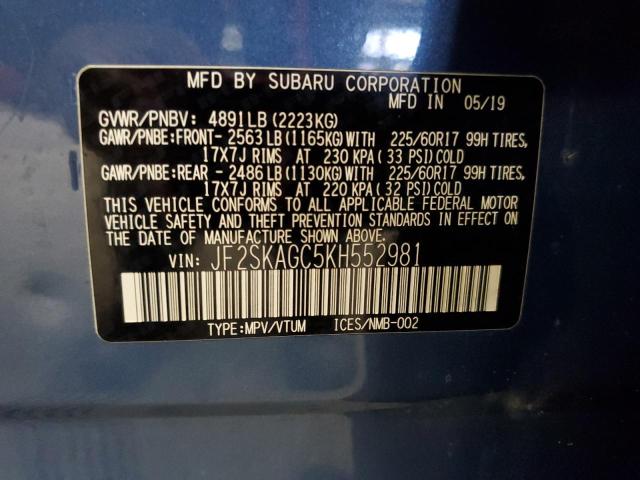 MFD BY SUBARU CORPORATION
MFD IN 05/19
GVWR/PNBV: 4891LB (2223KG)
GAWR/PNBE:FRONT- 2563 LB (1165KG) WITH 225/60R17 99H TIRES,
17X7J RIMS AT 230 KPA (33 PSI) COLD
GAWR/PNBE:REAR - 2486 LB (1130KG) WITH 225/60R17 99H TIRES,
17X7J RIMS AT 220 KPA (32 PSI) COLD
THIS VEHICLE CONFORMS TO ALL APPLICABLE FEDERAL MOTOR
VEHICLE SAFETY AND THEFT PREVENTION STANDARDS IN EFFECT ON
THE DATE OF MANUFACTURE SHOWN ABOVE.
VIN: JF2SKAGC5KH552981
TYPE:MPV/VTUM ICES/NMB-002